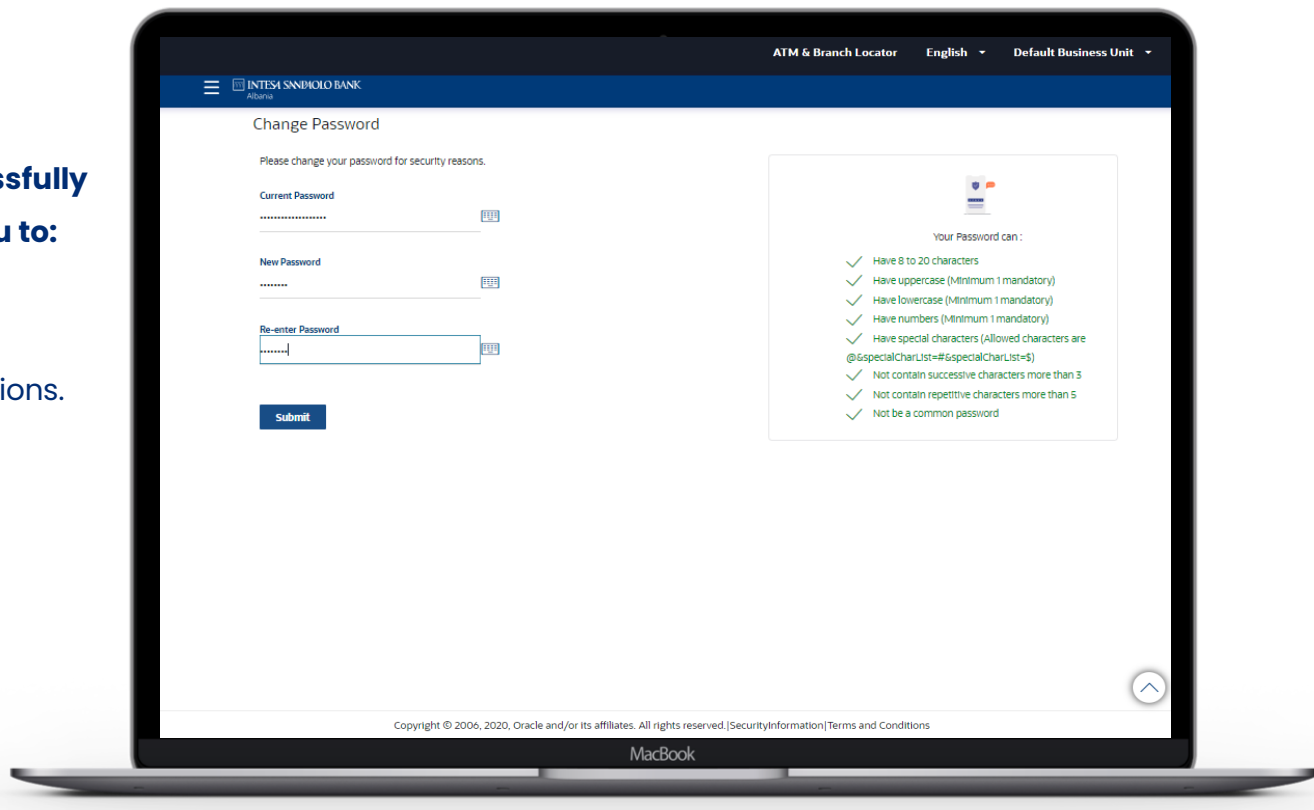 ssfully
u to:
ions.
ATM & Branch Locator English Default Business Unit
INTESA SANPAOLO BANK
Albania
Change Password
Please change your password for security reasons.
Current Password
New Password
Re-enter Password
Submit
Your Password can :
Have 8 to 20 characters
Have uppercase (Minimum 1 mandatory)
Have lowercase (Minimum 1 mandatory)
Have numbers (Minimum 1 mandatory)
Have special characters (Allowed characters are
@&specialCharList=#&specialCharList=$)
Not contain successive characters more than 3
Not contain repetitive characters more than 5
Not be a common password
Copyright © 2006, 2020, Oracle and/or its affiliates. All rights reserved.|SecurityInformation|Terms and Conditions
MacBook